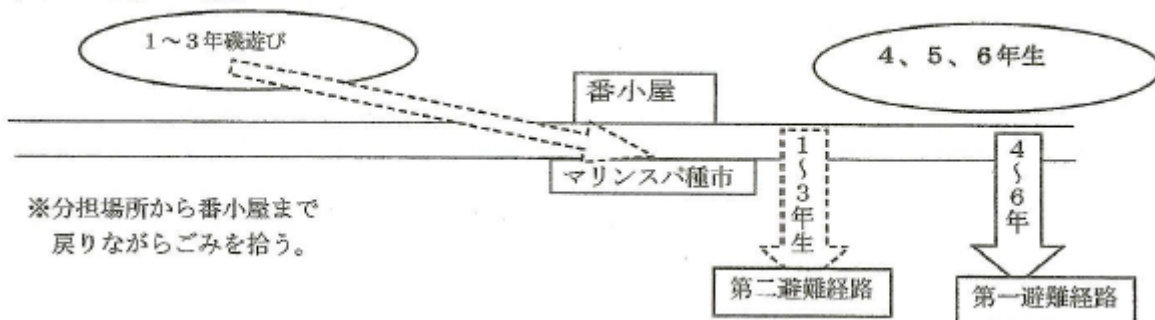 1～3年磯遊び
4、5、6年生
番小屋
マリンスパ種市
1～3年生
4～6年
※分担場所から番小屋まで
戻りながらごみを拾う。
第二避難経路
第一避難経路